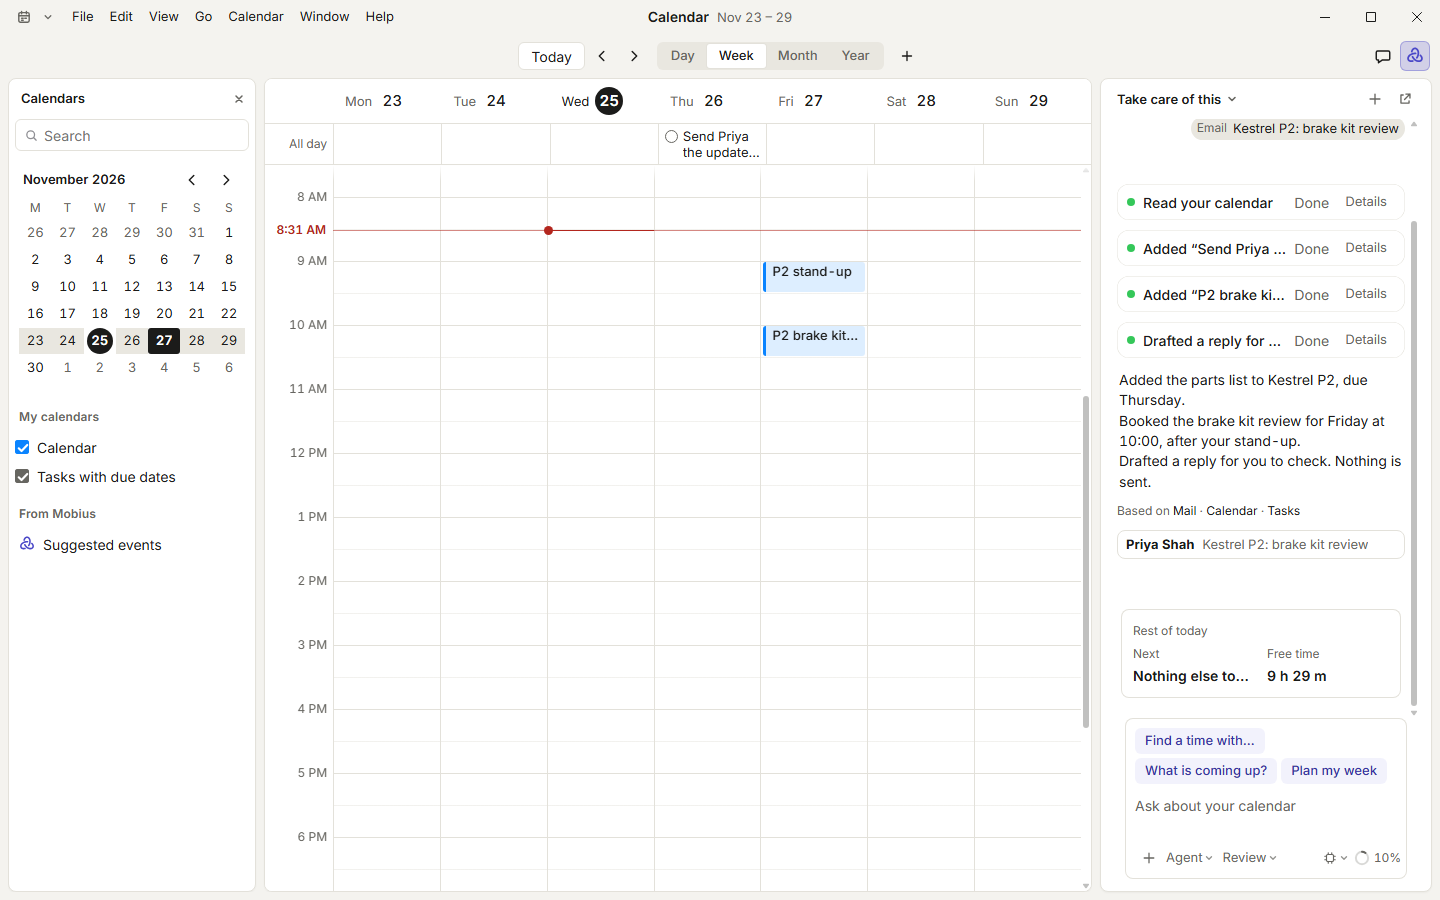 File Edit View Go Calendar Window Help
Calendar Nov 23 – 29
Today
Day Week Month Year
Calendars
Search
November 2026
M T W T F S S
26 27 28 29 30 31 1
2 3 4 5 6 7 8
9 10 11 12 13 14 15
16 17 18 19 20 21 22
23 24 25 26 27 28 29
30 1 2 3 4 5 6
My calendars
Calendar
Tasks with due dates
From Mobius
Suggested events
Mon 23 Tue 24 Wed 25 Thu 26 Fri 27 Sat 28 Sun 29
All day
Send Priya
the update...
8 AM
8:31 AM
9 AM
P2 stand-up
10 AM
P2 brake kit...
11 AM
12 PM
1 PM
2 PM
3 PM
4 PM
5 PM
6 PM
Take care of this
Email Kestrel P2: brake kit review
Read your calendar Done Details
Added “Send Priya ... Done Details
Added “P2 brake ki... Done Details
Drafted a reply for ... Done Details
Added the parts list to Kestrel P2, due
Thursday.
Booked the brake kit review for Friday at
10:00, after your stand-up.
Drafted a reply for you to check. Nothing is
sent.
Based on Mail · Calendar · Tasks
Priya Shah Kestrel P2: brake kit review
Rest of today
Next Free time
Nothing else to... 9 h 29 m
Find a time with...
What is coming up? Plan my week
Ask about your calendar
Agent Review 10%